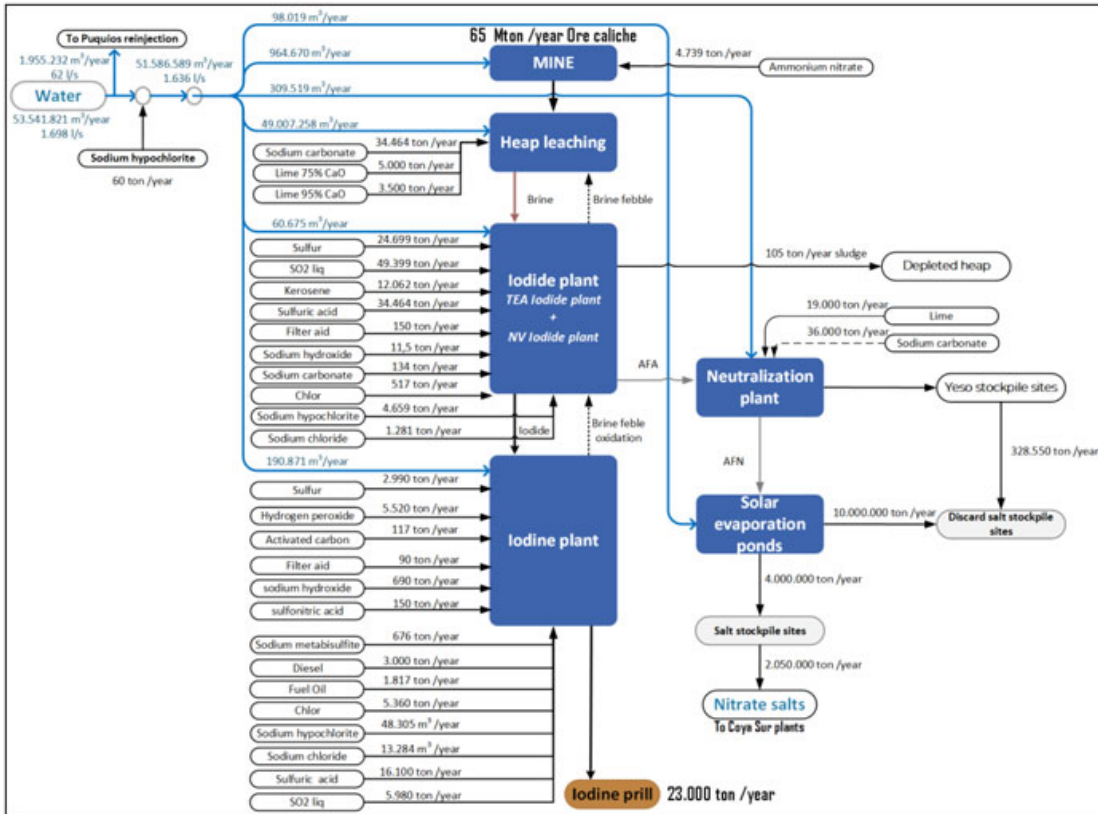 98.019 m³/year
To Puquíos reinjection
65 Mton /year Ore caliche
1.955.232 m³/year
62 l/s
51.586.589 m³/year
1.636 l/s
964.670 m³/year
MINE
4.739 ton /year
Ammonium nitrate
Water
309.519 m³/year
53.541.821 m³/year
1.698 l/s
49.007.258 m³/year
Sodium hypochlorite
60 ton /year
Heap leaching
Sodium carbonate
34.464 ton /year
Lime 75% CaO
5.000 ton /year
Lime 95% CaO
3.500 ton /year
Brine
Brine febble
60.675 m³/year
Sulfur
24.699 ton /year
SO2 liq
49.399 ton /year
Kerosene
12.062 ton /year
Sulfuric acid
34.464 ton /year
Filter aid
150 ton /year
Sodium hydroxide
11,5 ton /year
Sodium carbonate
134 ton /year
Chlor
517 ton /year
Sodium hypochlorite
4.659 ton /year
Sodium chloride
1.281 ton /year
Iodide plant
TEA Iodide plant
+
NV Iodide plant
105 ton /year sludge
Depleted heap
19.000 ton /year
Lime
36.000 ton /year
Sodium carbonate
AFA
Neutralization
plant
Yeso stockpile sites
Iodide
Brine feble
oxidation
328.550 ton /year
AFN
190.871 m³/year
Sulfur
2.990 ton /year
Hydrogen peroxide
5.520 ton /year
Activated carbon
117 ton /year
Filter aid
90 ton /year
sodium hydroxide
690 ton /year
sulfonitric acid
150 ton /year
Iodine plant
Solar
evaporation
ponds
10.000.000 ton /year
Discard salt stockpile
sites
4.000.000 ton /year
Salt stockpile sites
2.050.000 ton /year
Nitrate salts
To Coya Sur plants
Sodium metabisulfite
676 ton /year
Diesel
3.000 ton /year
Fuel Oil
1.817 ton /year
Chlor
5.360 ton /year
Sodium hypochlorite
48.305 m³ /year
Sodium chloride
13.284 m³ /year
Sulfuric acid
16.100 ton /year
SO2 liq
5.980 ton /year
Iodine prill
23.000 ton /year